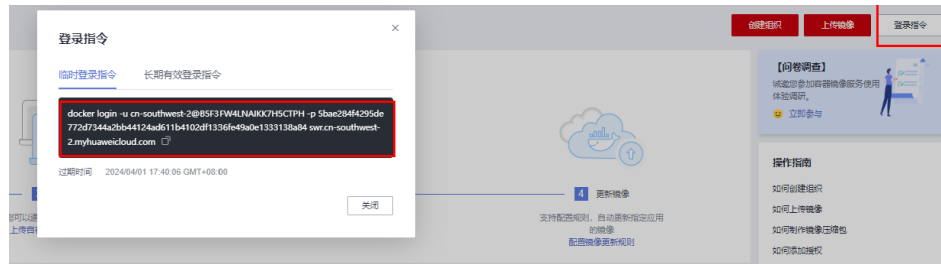 创建组织
上传镜像
登录指令
登录指令
×
临时登录指令
长期有效登录指令
docker login -u cn-southwest-2@B5F3FW4LNAIKK7H5CTPH -p 5bae284f4295de
772d7344a2bb44124ad611b4102df1336fe49a0e1333138a84 swr.cn-southwest-
2.myhuaweicloud.com
过期时间 2024/04/01 17:40:06 GMT+08:00
关闭
上传自
4 更新镜像
支持配置规则，自动更新指定应用
的镜像
配置镜像更新规则
【问卷调查】
诚邀您参加容器镜像服务使用
体验调研。
立即参与
操作指南
如何创建组织
如何上传镜像
如何制作镜像压缩包
如何添加授权